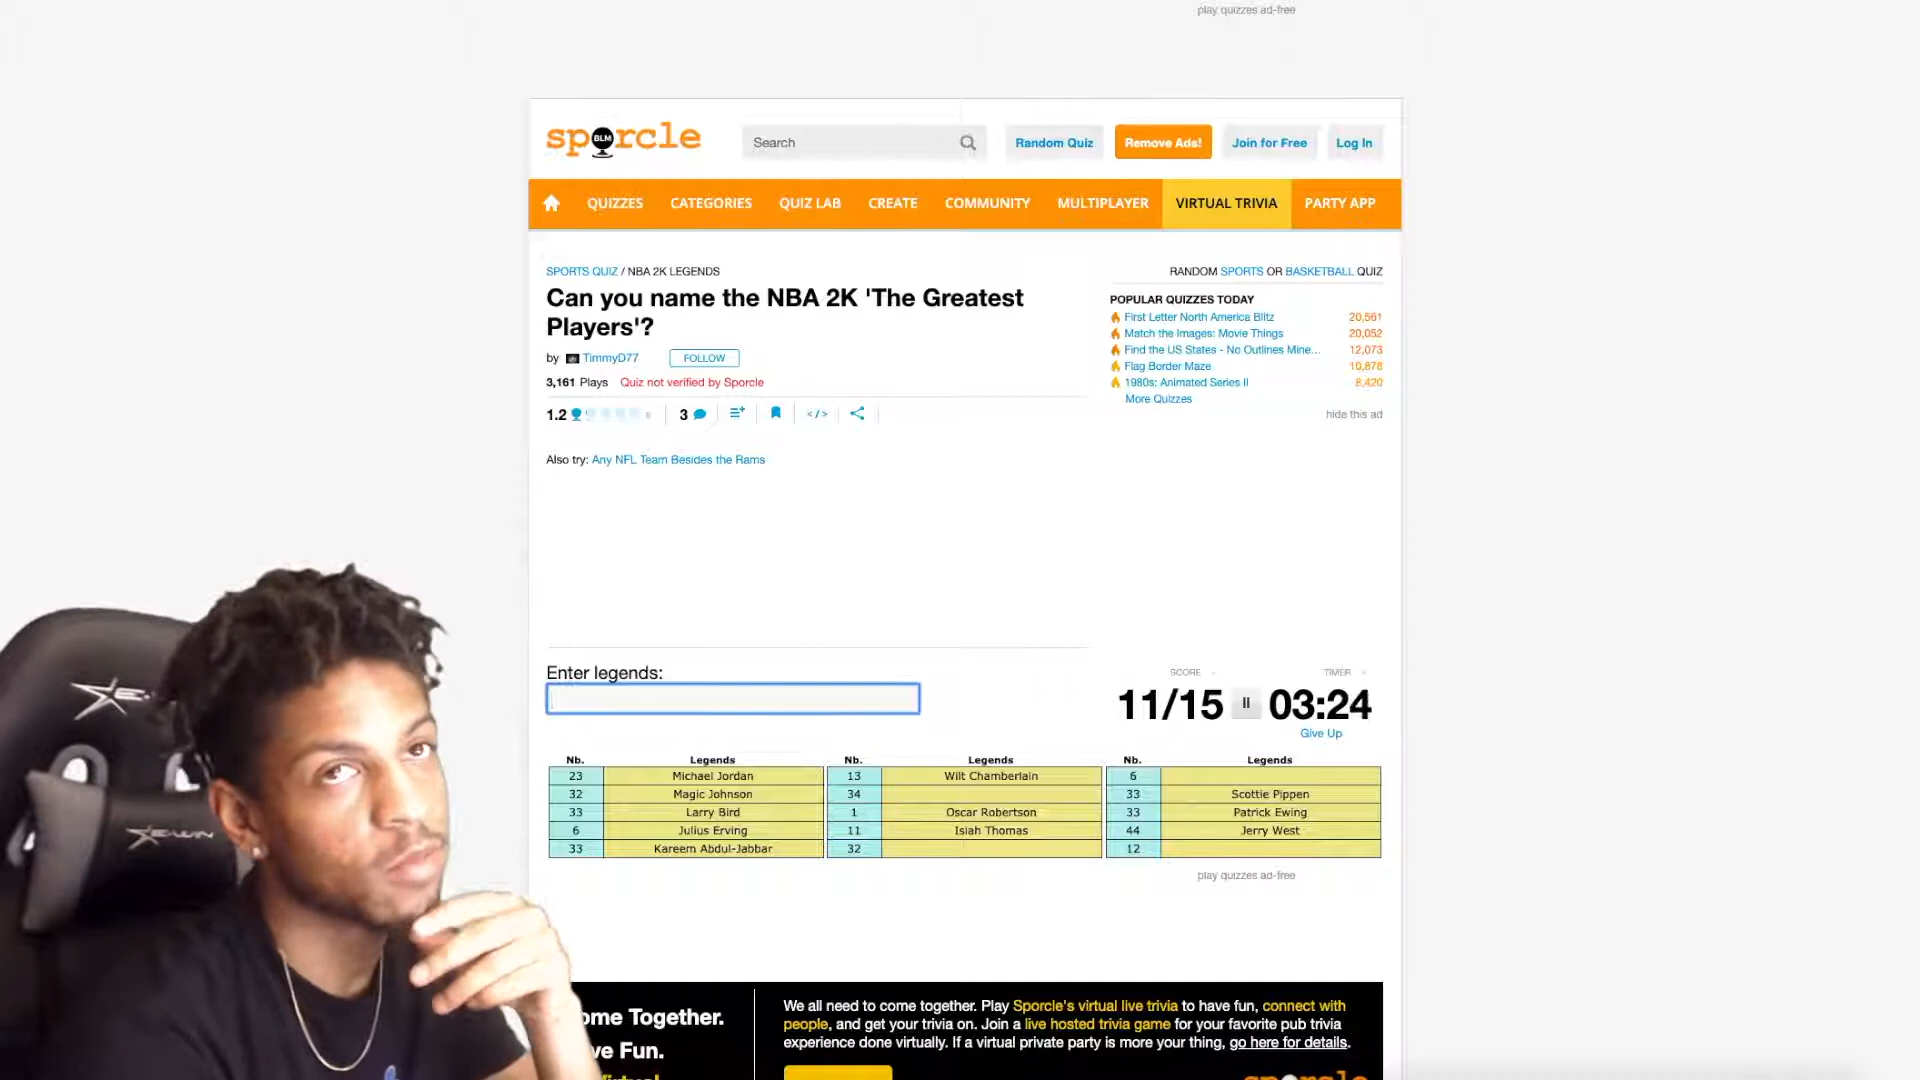 play quizzes ad-free
sporcle
BLM
Search
Random Quiz
Remove Ads!
Join for Free
Log In
QUIZZES
CATEGORIES
QUIZ LAB
CREATE
COMMUNITY
MULTIPLAYER
VIRTUAL TRIVIA
PARTY APP
SPORTS QUIZ / NBA 2K LEGENDS
Can you name the NBA 2K 'The Greatest
Players'?
by TimmyD77 FOLLOW
3,161 Plays Quiz not verified by Sporcle
1.2
3
</>
RANDOM SPORTS OR BASKETBALL QUIZ
POPULAR QUIZZES TODAY
First Letter North America Blitz 20,561
Match the Images: Movie Things 20,052
Find the US States - No Outlines Mine... 12,073
Flag Border Maze 10,878
1980s: Animated Series II 8,420
More Quizzes
hide this ad
Also try: Any NFL Team Besides the Rams
Enter legends:
SCORE
TIMER
11/15
03:24
Give Up
Nb. Legends Nb. Legends Nb. Legends
23 Michael Jordan 13 Wilt Chamberlain 6
32 Magic Johnson 34 33 Scottie Pippen
33 Larry Bird 1 Oscar Robertson 33 Patrick Ewing
6 Julius Erving 11 Isiah Thomas 44 Jerry West
33 Kareem Abdul-Jabbar 32 12
play quizzes ad-free
ome Together.
ve Fun.
We all need to come together. Play Sporcle's virtual live trivia to have fun, connect with
people, and get your trivia on. Join a live hosted trivia game for your favorite pub trivia
experience done virtually. If a virtual private party is more your thing, go here for details.